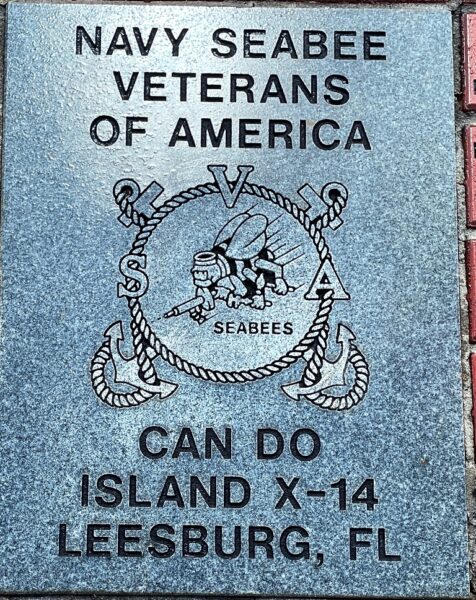 NAVY SEABEE
VETERANS
OF AMERICA
V
S
A
SEABEES
CAN DO
ISLAND X-14
LEESBURG, FL